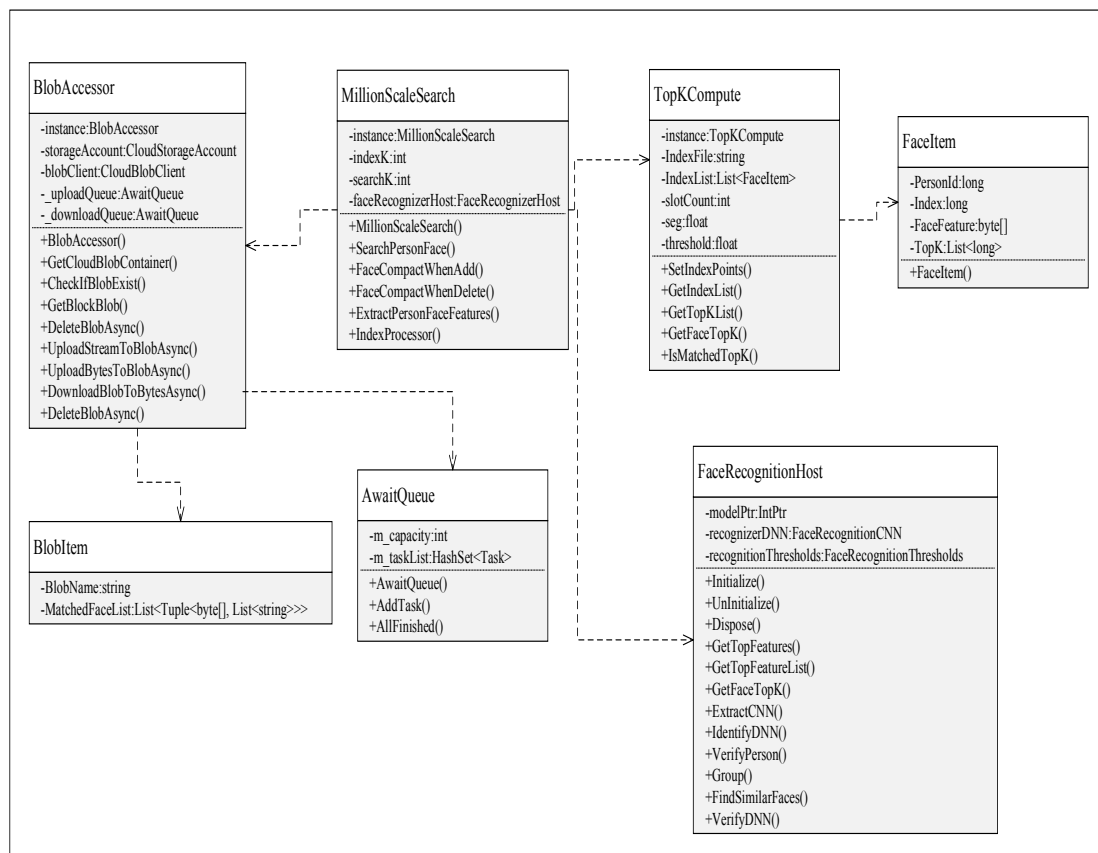 BlobAccessor
-instance:BlobAccessor
-storageAccount:CloudStorageAccount
-blobClient:CloudBlobClient
-_uploadQueue:AwaitQueue
-_downloadQueue:AwaitQueue
+BlobAccessor()
+GetCloudBlobContainer()
+CheckIfBlobExist()
+GetBlockBlob()
+DeleteBlobAsync()
+UploadStreamToBlobAsync()
+UploadBytesToBlobAsync()
+DownloadBlobToBytesAsync()
+DeleteBlobAsync()
MillionScaleSearch
-instance:MillionScaleSearch
-indexK:int
-searchK:int
-faceRecognizerHost:FaceRecognizerHost
+MillionScaleSearch()
+SearchPersonFace()
+FaceCompactWhenAdd()
+FaceCompactWhenDelete()
+ExtractPersonFaceFeatures()
+IndexProcessor()
TopKCompute
-instance:TopKCompute
-IndexFile:string
-IndexList:List<FaceItem>
-slotCount:int
-seg:float
-threshold:float
+SetIndexPoints()
+GetIndexList()
+GetTopKList()
+GetFaceTopK()
+IsMatchedTopK()
FaceItem
-PersonId:long
-Index:long
-FaceFeature:byte[]
-TopK:List<long>
+FaceItem()
BlobItem
-BlobName:string
-MatchedFaceList:List<Tuple<byte[], List<string>>>
AwaitQueue
-m_capacity:int
-m_taskList:HashSet<Task>
+AwaitQueue()
+AddTask()
+AllFinished()
FaceRecognitionHost
-modelPtr:IntPtr
-recognizerDNN:FaceRecognitionCNN
-recognitionThresholds:FaceRecognitionThresholds
+Initialize()
+UnInitialize()
+Dispose()
+GetTopFeatures()
+GetTopFeatureList()
+GetFaceTopK()
+ExtractCNN()
+IdentifyDNN()
+VerifyPerson()
+Group()
+FindSimilarFaces()
+VerifyDNN()